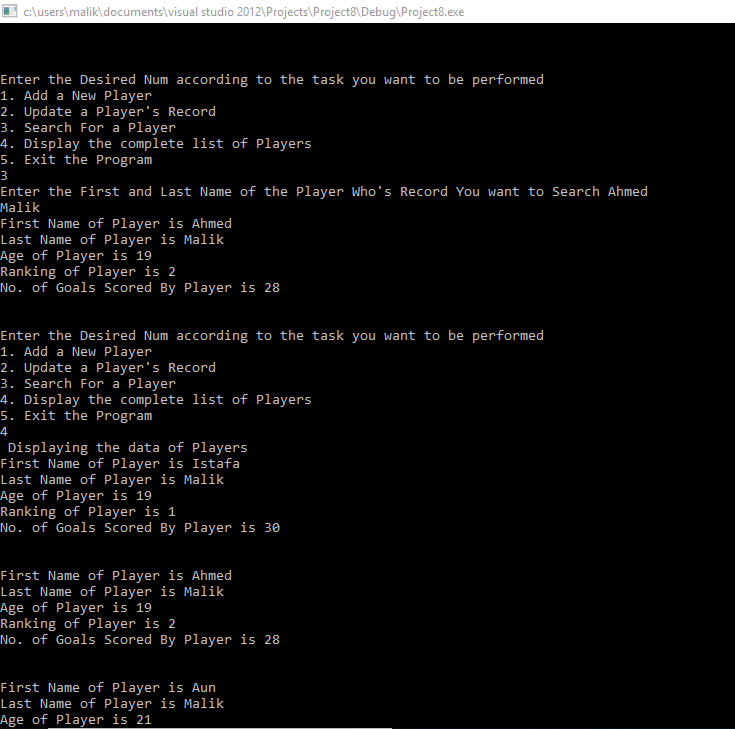 c:\users\malik\documents\visual studio 2012\Projects\Project8\Debug\Project8.exe
Enter the Desired Num according to the task you want to be performed
1. Add a New Player
2. Update a Player's Record
3. Search For a Player
4. Display the complete list of Players
5. Exit the Program
3
Enter the First and Last Name of the Player Who's Record You want to Search Ahmed
Malik
First Name of Player is Ahmed
Last Name of Player is Malik
Age of Player is 19
Ranking of Player is 2
No. of Goals Scored By Player is 28
Enter the Desired Num according to the task you want to be performed
1. Add a New Player
2. Update a Player's Record
3. Search For a Player
4. Display the complete list of Players
5. Exit the Program
4
Displaying the data of Players
First Name of Player is Istafa
Last Name of Player is Malik
Age of Player is 19
Ranking of Player is 1
No. of Goals Scored By Player is 30
First Name of Player is Ahmed
Last Name of Player is Malik
Age of Player is 19
Ranking of Player is 2
No. of Goals Scored By Player is 28
First Name of Player is Aun
Last Name of Player is Malik
Age of Player is 21